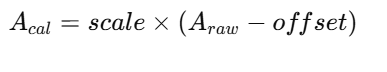 A_cal = scale × (A_raw − offset)